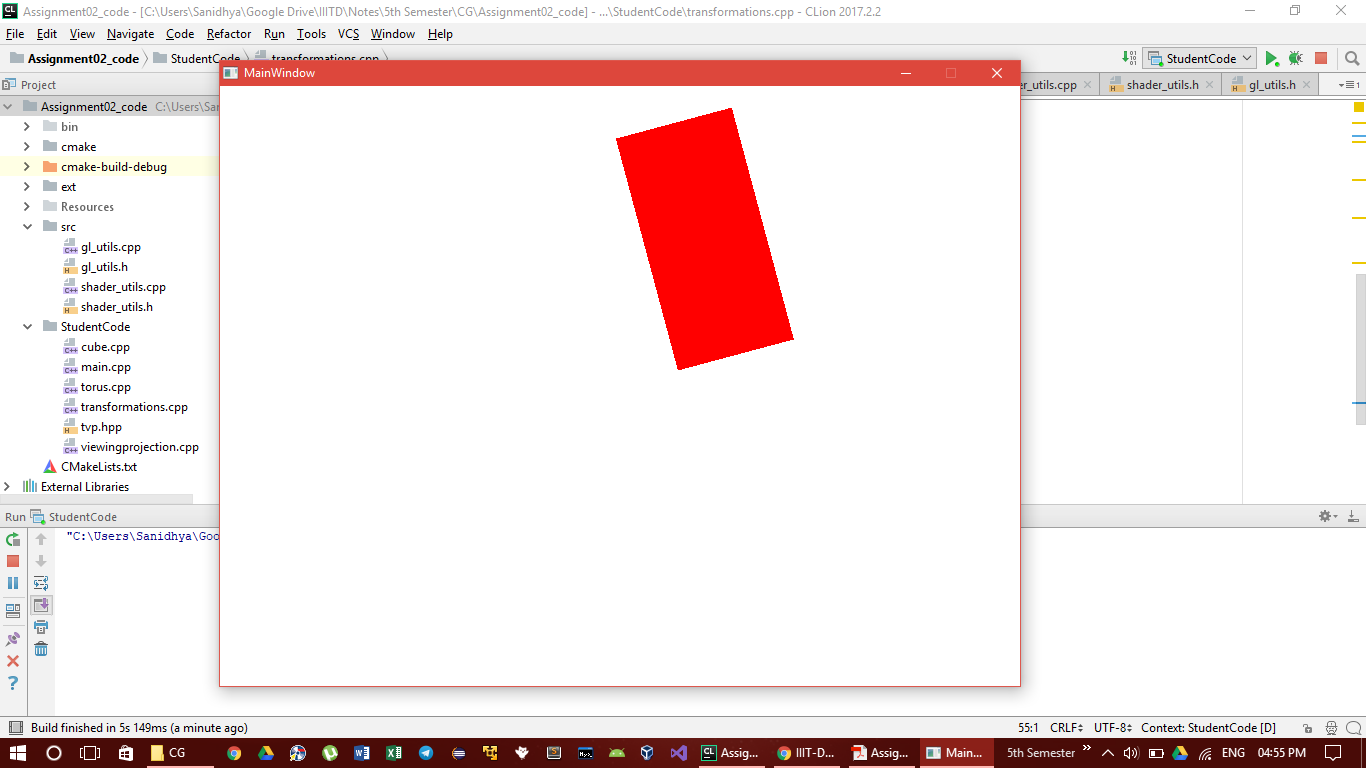 Assignment02_code - [C:\Users\Sanidhya\Google Drive\IIITD\Notes\5th Semester\CG\Assignment02_code] - ...\StudentCode\transformations.cpp - CLion 2017.2.2
File Edit View Navigate Code Refactor Run Tools VCS Window Help
Assignment02_code StudentCode transformations.cpp StudentCode
MainWindow
Project
er_utils.cpp shader_utils.h gl_utils.h
Assignment02_code C:\Users\Sar
bin
cmake
cmake-build-debug
ext
Resources
src
gl_utils.cpp
gl_utils.h
shader_utils.cpp
shader_utils.h
StudentCode
cube.cpp
main.cpp
torus.cpp
transformations.cpp
tvp.hpp
viewingprojection.cpp
CMakeLists.txt
External Libraries
Run StudentCode
"C:\Users\Sanidhya\Goo
Build finished in 5s 149ms (a minute ago) 55:1 CRLF UTF-8 Context: StudentCode [D]
CG Assig... IIIT-D... Assig... Main... 5th Semester ENG 04:55 PM